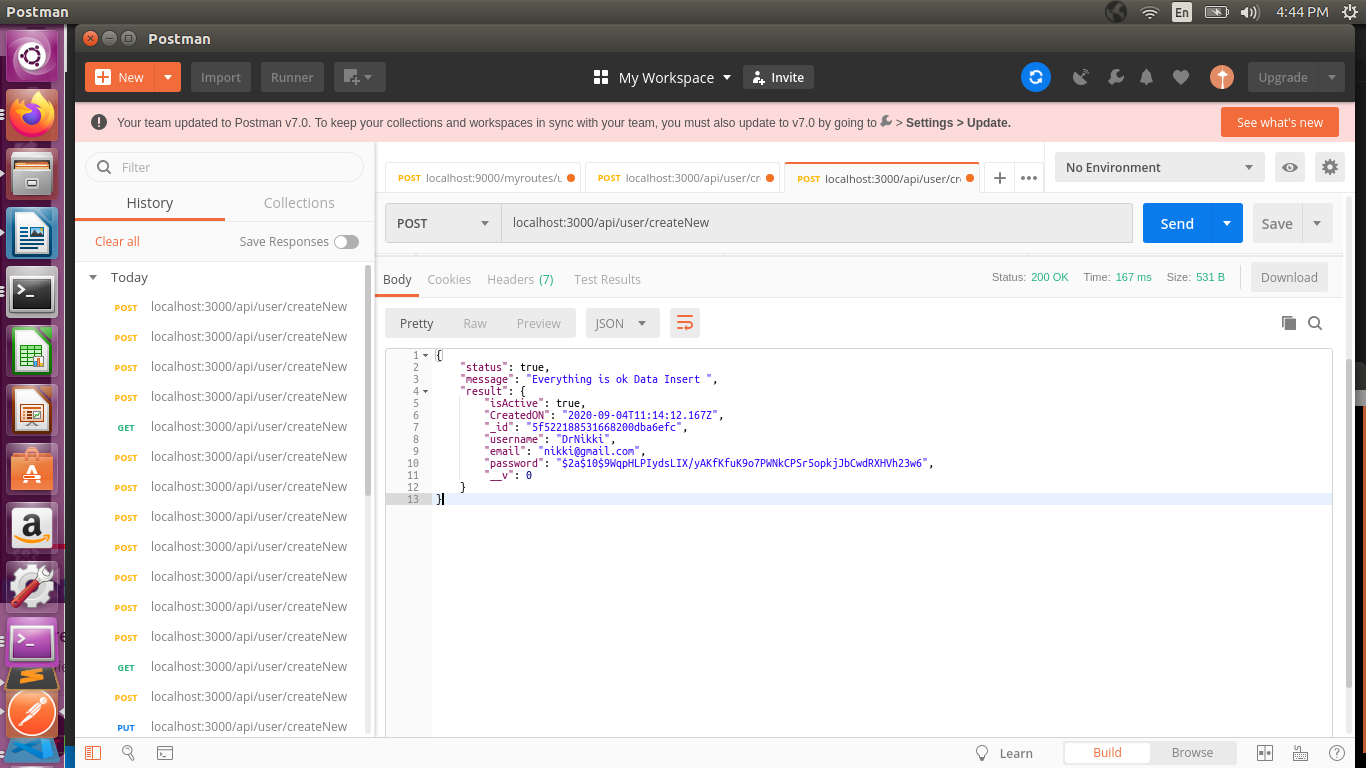 Postman
En
4:44 PM
Postman
New
Import
Runner
My Workspace
Invite
Upgrade
Your team updated to Postman v7.0. To keep your collections and workspaces in sync with your team, you must also update to v7.0 by going to > Settings > Update.
See what's new
Filter
POST localhost:9000/myroutes/u
POST localhost:3000/api/user/cr
POST localhost:3000/api/user/cr
No Environment
History
Collections
POST
localhost:3000/api/user/createNew
Send
Save
Clear all
Save Responses
Body
Cookies
Headers (7)
Test Results
Status: 200 OK
Time: 167 ms
Size: 531 B
Download
Today
POST localhost:3000/api/user/createNew
POST localhost:3000/api/user/createNew
POST localhost:3000/api/user/createNew
POST localhost:3000/api/user/createNew
GET localhost:3000/api/user/createNew
POST localhost:3000/api/user/createNew
POST localhost:3000/api/user/createNew
POST localhost:3000/api/user/createNew
POST localhost:3000/api/user/createNew
POST localhost:3000/api/user/createNew
POST localhost:3000/api/user/createNew
POST localhost:3000/api/user/createNew
GET localhost:3000/api/user/createNew
POST localhost:3000/api/user/createNew
PUT localhost:3000/api/user/createNew
Pretty
Raw
Preview
JSON
1 {
2 "status": true,
3 "message": "Everything is ok Data Insert ",
4 "result": {
5 "isActive": true,
6 "CreatedON": "2020-09-04T11:14:12.167Z",
7 "_id": "5f522188531668200dba6efc",
8 "username": "DrNikki",
9 "email": "nikki@gmail.com",
10 "password": "$2a$10$9WqpHLPIydsLIX/yAKfKfuK9o7PWNkCPSr5opkjJbCwdRXHVh23w6",
11 "__v": 0
12 }
13 }
Learn
Build
Browse